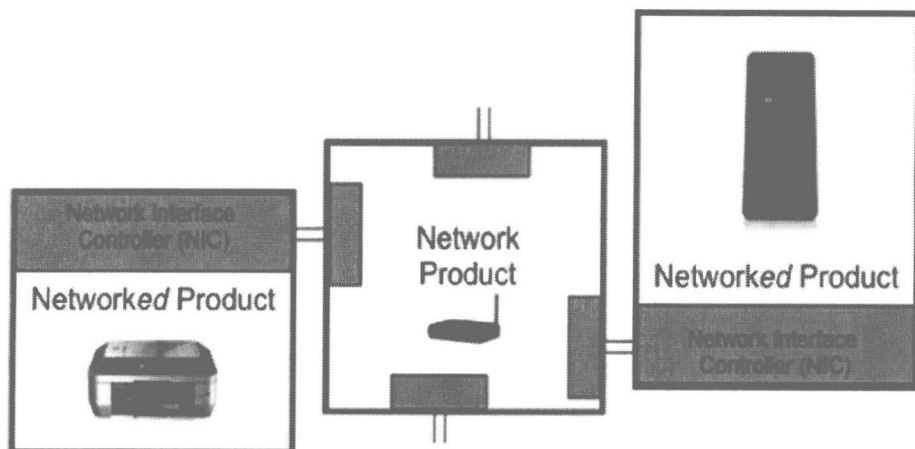 Network Interface
Controller (NIC)
Networked Product
Network
Product
Networked Product
Network Interface
Controller (NIC)